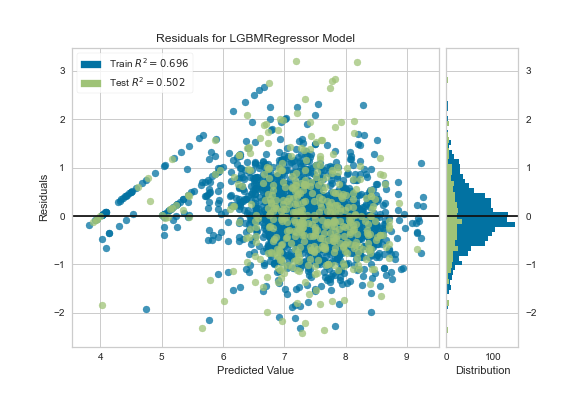 Residuals for LGBMRegressor Model
Train R² = 0.696
Test R² = 0.502
3
2
1
0
−1
−2
Residuals
4 5 6 7 8 9
Predicted Value
3
2
1
0
−1
−2
0 100
Distribution